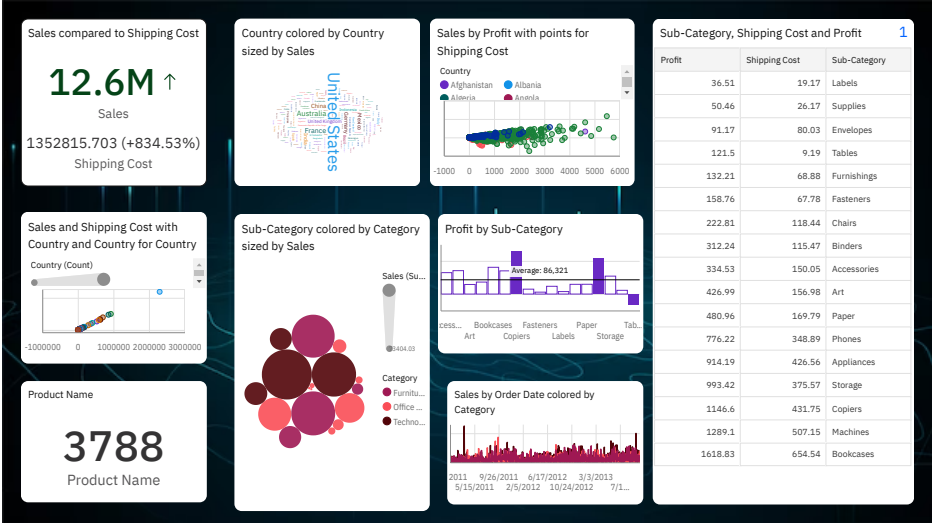 Sales compared to Shipping Cost
12.6M ↑
Sales
1352815.703 (+834.53%)
Shipping Cost
Country colored by Country
sized by Sales
United States
China
Australia
United Kingdom
France
Germany
Mexico
Sales by Profit with points for
Shipping Cost
Country
Afghanistan Albania
Algeria Angola
-1000 0 1000 2000 3000 4000 5000 6000
Sub-Category, Shipping Cost and Profit 1
Profit Shipping Cost Sub-Category
36.51 19.17 Labels
50.46 26.17 Supplies
91.17 80.03 Envelopes
121.5 9.19 Tables
132.21 68.88 Furnishings
158.76 67.78 Fasteners
222.81 118.44 Chairs
312.24 115.47 Binders
334.53 150.05 Accessories
426.99 156.98 Art
480.96 169.79 Paper
776.22 348.89 Phones
914.19 426.56 Appliances
993.42 375.57 Storage
1146.6 431.75 Copiers
1289.1 507.15 Machines
1618.83 654.54 Bookcases
Sales and Shipping Cost with
Country and Country for Country
Country (Count)
-1000000 0 1000000 2000000 3000000
Sub-Category colored by Category
sized by Sales
Sales (Su...
3404.03
Category
Furnitu...
Office ...
Techno...
Profit by Sub-Category
Average: 86,321
cess... Bookcases Fasteners Paper Tab...
Art Copiers Labels Storage
Product Name
3788
Product Name
Sales by Order Date colored by
Category
2011 9/26/2011 6/17/2012 3/3/2013
5/15/2011 2/5/2012 10/24/2012 7/1...